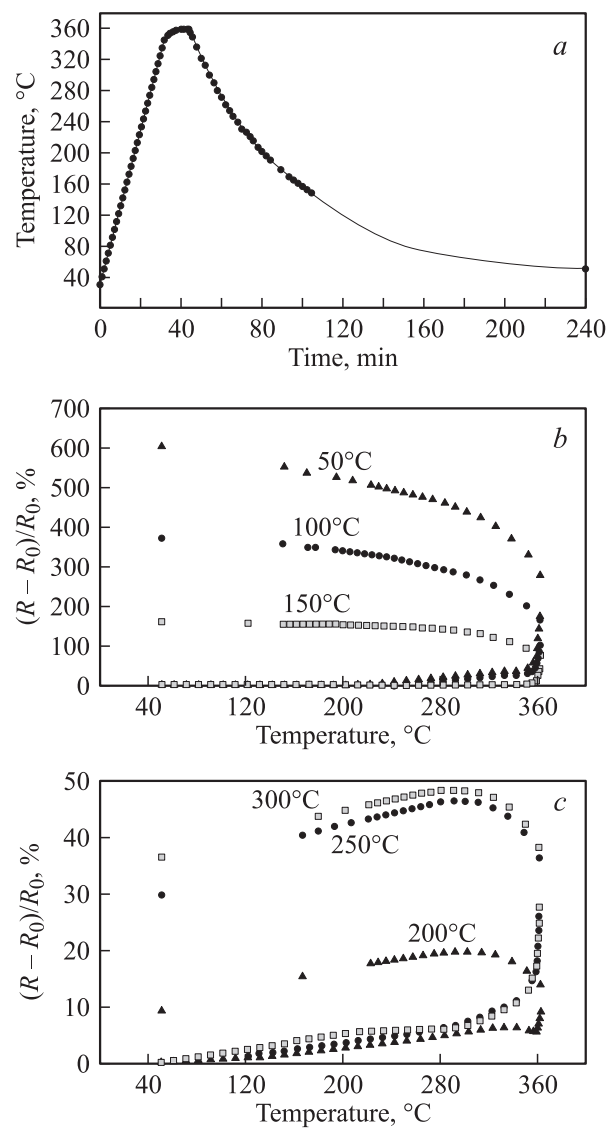 a
360
320
280
240
200
160
120
80
40
Temperature, °C
0 40 80 120 160 200 240
Time, min
b
700
600
500
400
300
200
100
0
(R – R0)/R0, %
50°C
100°C
150°C
40 120 200 280 360
Temperature, °C
c
50
40
30
20
10
0
(R – R0)/R0, %
300°C
250°C
200°C
40 120 200 280 360
Temperature, °C